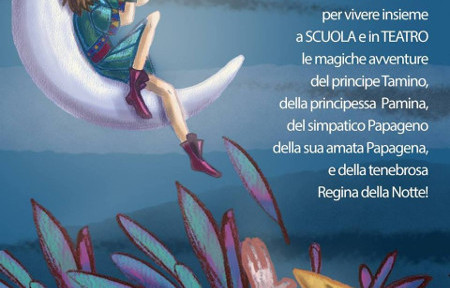 per vivere insieme
a SCUOLA e in TEATRO
le magiche avventure
del principe Tamino,
della principessa Pamina,
del simpatico Papageno
della sua amata Papagena,
e della tenebrosa
Regina della Notte!